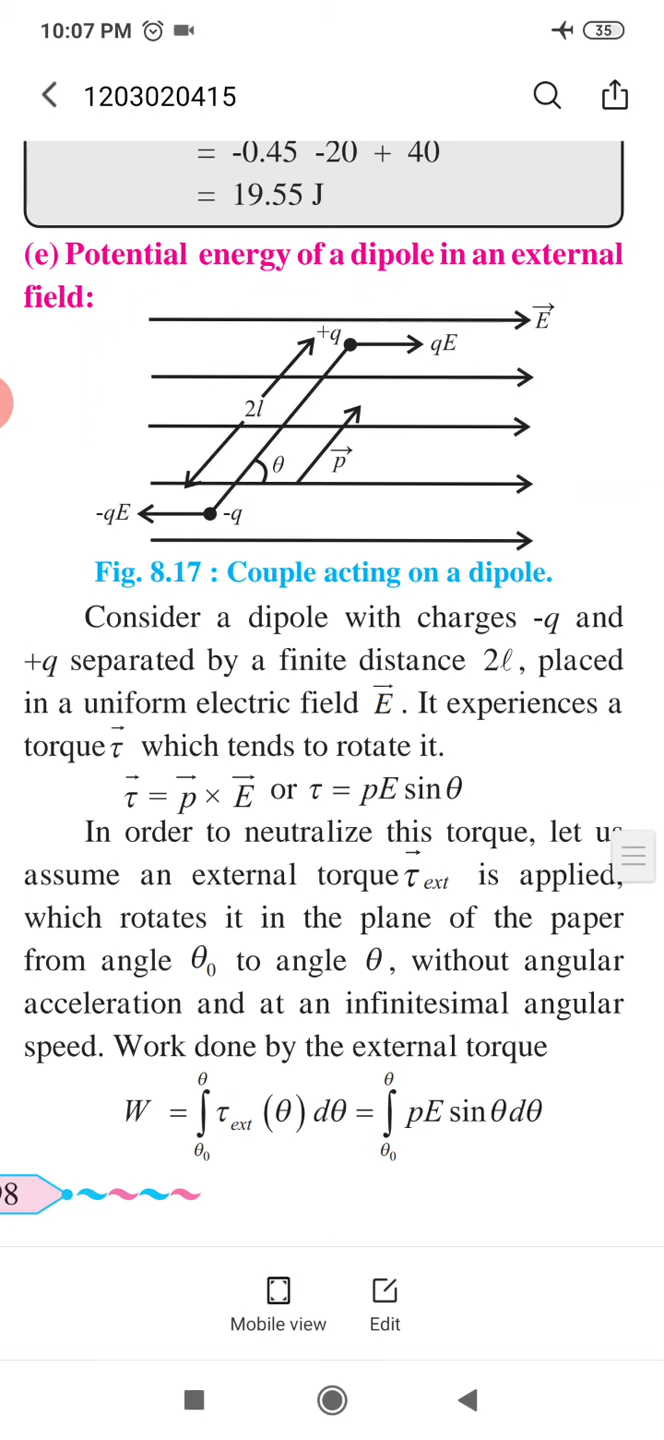 10:07 PM 35
1203020415
= -0.45 -20 + 40
= 19.55 J
(e) Potential energy of a dipole in an external
field:
E⃗
+q
qE
2l
θ
p⃗
-qE
-q
Fig. 8.17 : Couple acting on a dipole.
Consider a dipole with charges -q and
+q separated by a finite distance 2ℓ, placed
in a uniform electric field E⃗ . It experiences a
torque τ⃗ which tends to rotate it.
τ⃗ = p⃗ × E⃗ or τ = pE sinθ
In order to neutralize this torque, let us
assume an external torque τ⃗ext is applied,
which rotates it in the plane of the paper
from angle θ₀ to angle θ, without angular
acceleration and at an infinitesimal angular
speed. Work done by the external torque
W = ∫θ₀^θ τext (θ) dθ = ∫θ₀^θ pE sinθdθ
8
Mobile view Edit